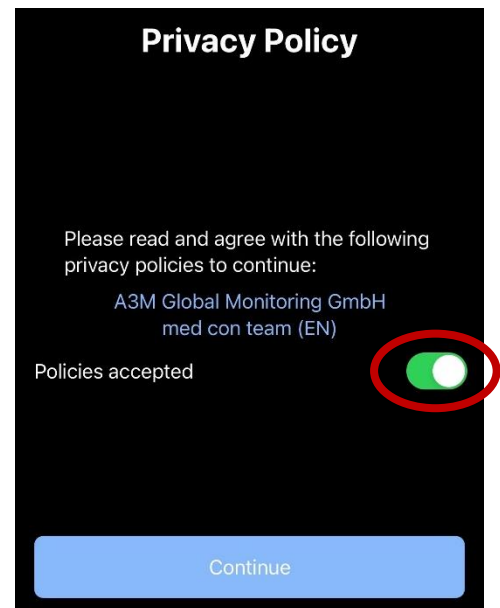 Privacy Policy
Please read and agree with the following
privacy policies to continue:
A3M Global Monitoring GmbH
med con team (EN)
Policies accepted
Continue